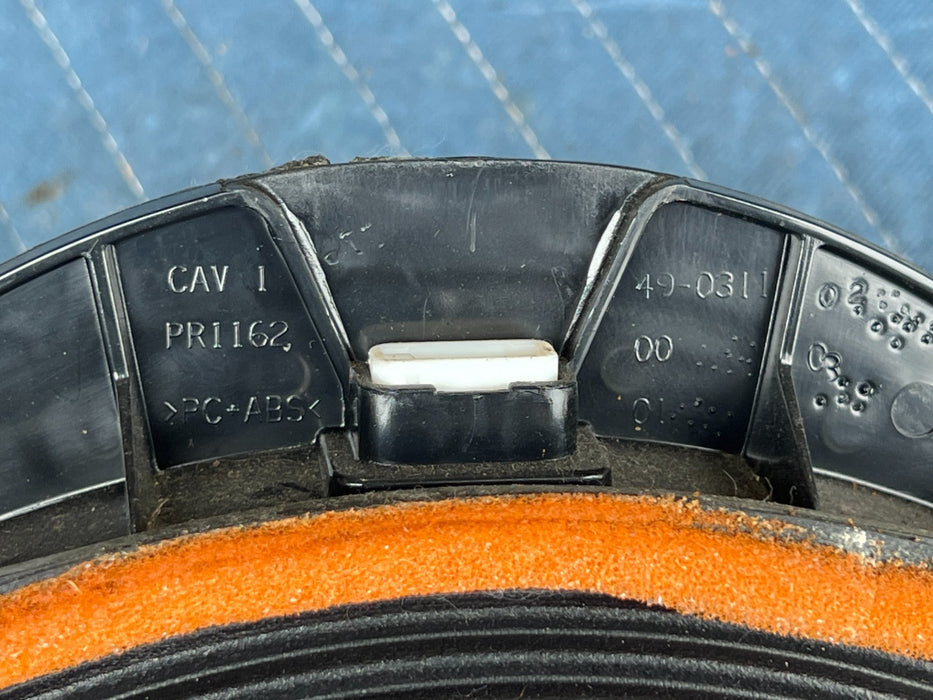 CAV 1
PR1162
>PC+ABS<
49-0311
00
01
02
03